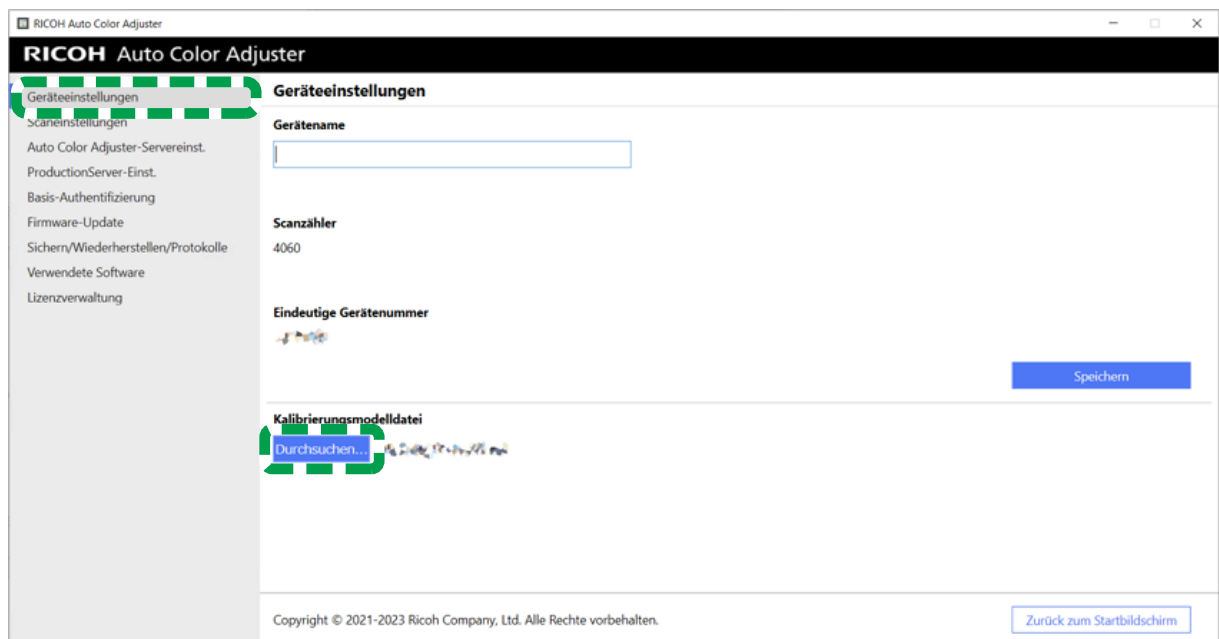 RICOH Auto Color Adjuster
RICOH Auto Color Adjuster
Geräteeinstellungen
Scaneinstellungen
Auto Color Adjuster-Servereinst.
ProductionServer-Einst.
Basis-Authentifizierung
Firmware-Update
Sichern/Wiederherstellen/Protokolle
Verwendete Software
Lizenzverwaltung
Geräteeinstellungen
Gerätename
Scanzähler
4060
Eindeutige Gerätenummer
Speichern
Kalibrierungsmodelldatei
Durchsuchen...
Copyright © 2021-2023 Ricoh Company, Ltd. Alle Rechte vorbehalten.
Zurück zum Startbildschirm